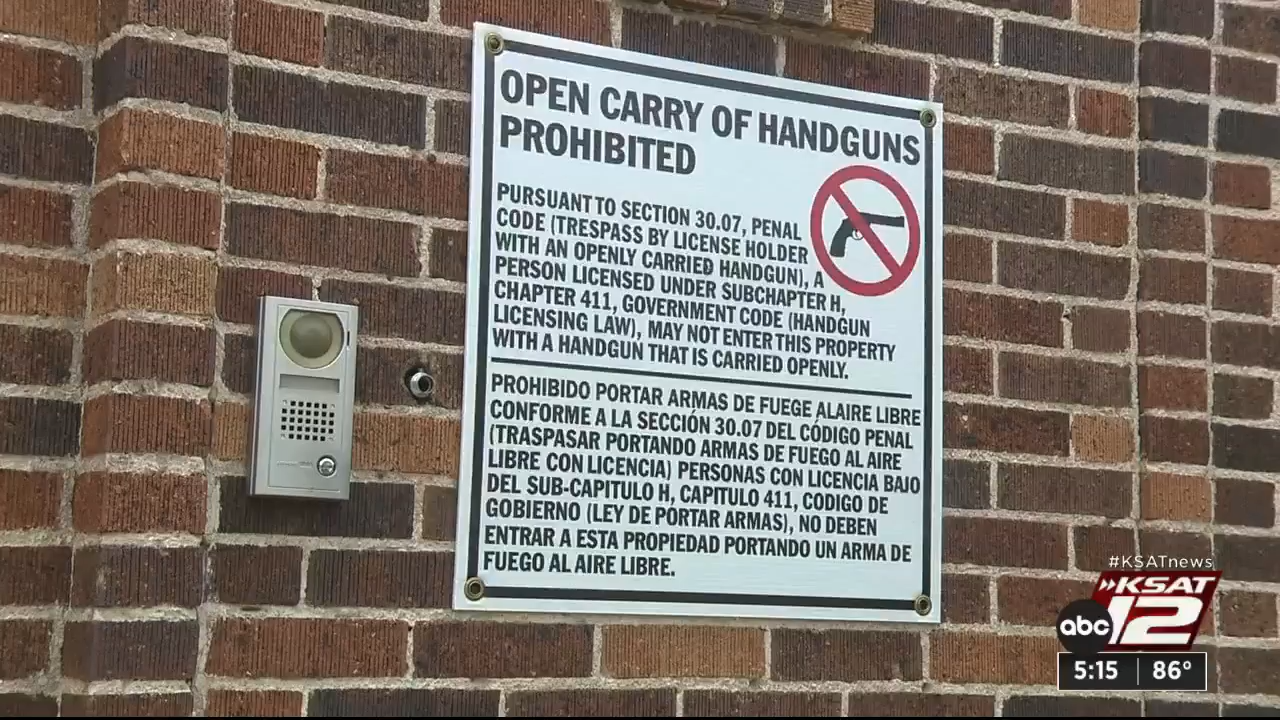 OPEN CARRY OF HANDGUNS
PROHIBITED
PURSUANT TO SECTION 30.07, PENAL
CODE (TRESPASS BY LICENSE HOLDER
WITH AN OPENLY CARRIED HANDGUN), A
PERSON LICENSED UNDER SUBCHAPTER H,
CHAPTER 411, GOVERNMENT CODE (HANDGUN
LICENSING LAW), MAY NOT ENTER THIS PROPERTY
WITH A HANDGUN THAT IS CARRIED OPENLY.
PROHIBIDO PORTAR ARMAS DE FUEGE ALAIRE LIBRE
CONFORME A LA SECCIÓN 30.07 DEL CÓDIGO PENAL
(TRASPASAR PORTANDO ARMAS DE FUEGO AL AIRE
LIBRE CON LICENCIA) PERSONAS CON LICENCIA BAJO
DEL SUB-CAPITULO H, CAPITULO 411, CODIGO DE
GOBIERNO (LEY DE PORTAR ARMAS), NO DEBEN
ENTRAR A ESTA PROPIEDAD PORTANDO UN ARMA DE
FUEGO AL AIRE LIBRE.
#KSATnews
KSAT
abc 12
5:15 86°